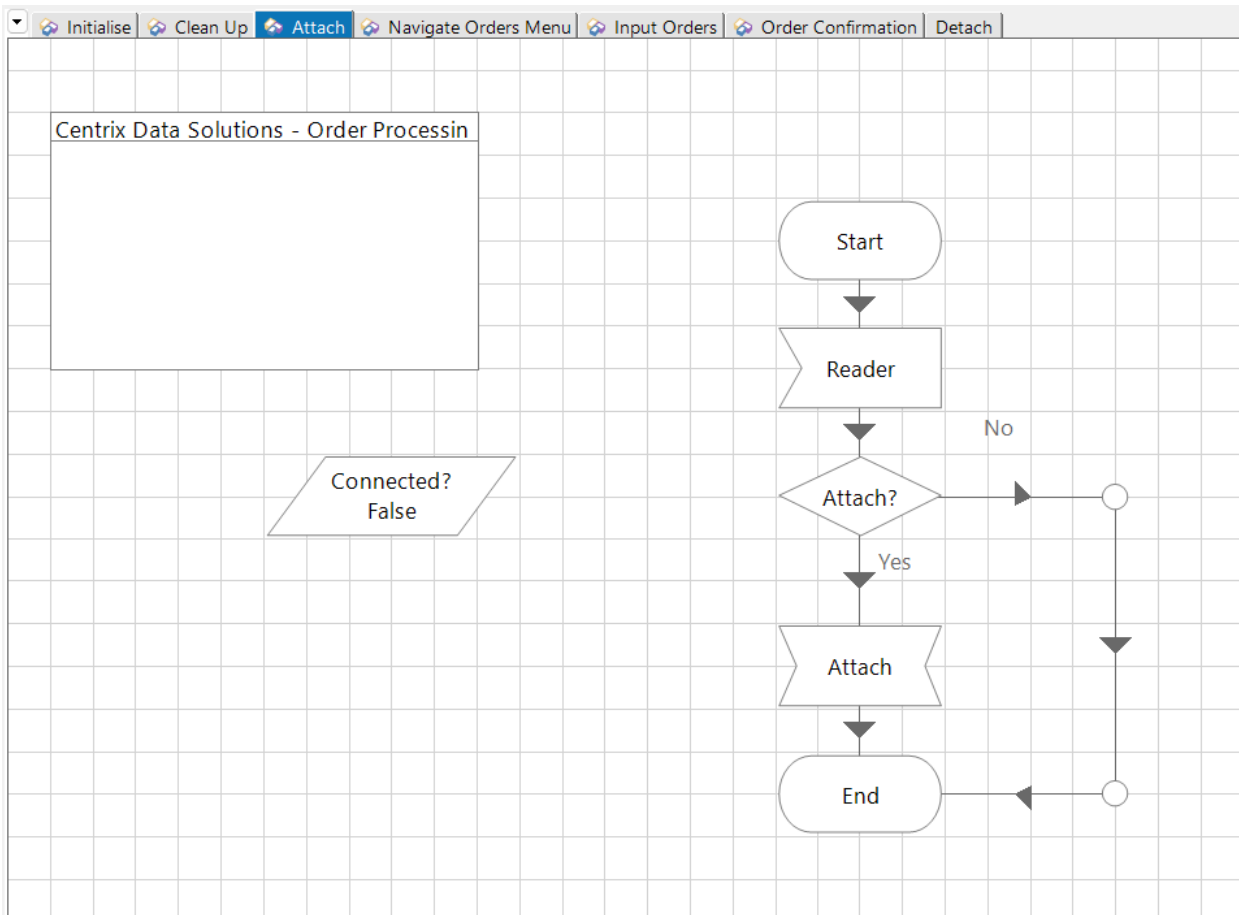 Initialise Clean Up Attach Navigate Orders Menu Input Orders Order Confirmation Detach
Centrix Data Solutions - Order Processin
Start
Reader
No
Connected?
False
Attach?
Yes
Attach
End